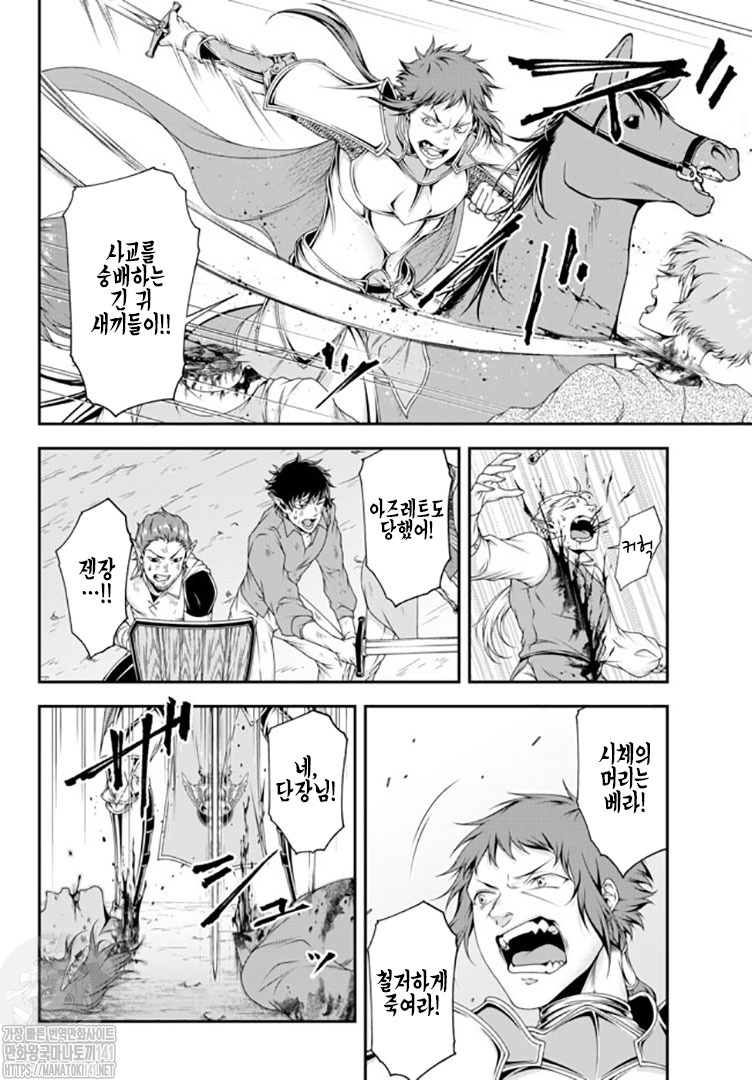 사교를
숭배하는
긴 귀
새끼들이!!
커헉
아즈레트도
당했어!
젠장
…!!
시체의
머리는
베라!
철저하게
죽여라!
네,
단장님!
가장 빠른 번역만화사이트
만화왕국마나토끼141
HTTPS://MANATOKI141.NET/